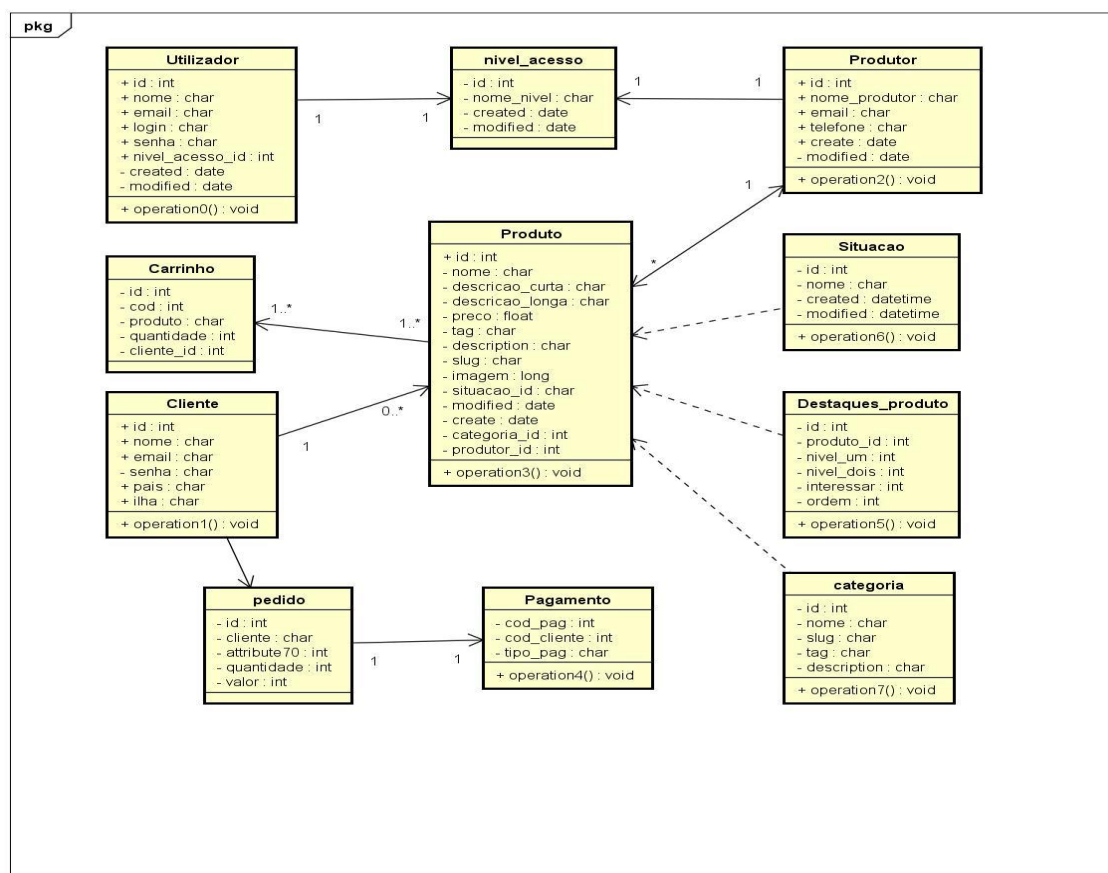 pkg
Utilizador
+ id : int
+ nome : char
+ email : char
+ login : char
+ senha : char
+ nivel_acesso_id : int
- created : date
- modified : date
+ operation0() : void
1
1
nivel_acesso
- id : int
- nome_nivel : char
- created : date
- modified : date
1
1
Produtor
+ id : int
+ nome_produtor : char
+ email : char
+ telefone : char
+ create : date
- modified : date
+ operation2() : void
1
*
Carrinho
- id : int
- cod : int
- produto : char
- quantidade : int
- cliente_id : int
1..*
1..*
Produto
+ id : int
- nome : char
- descricao_curta : char
- descricao_longa : char
- preco : float
- tag : char
- description : char
- slug : char
- imagem : long
- situacao_id : char
- modified : date
- create : date
- categoria_id : int
- produtor_id : int
+ operation3() : void
Situacao
- id : int
- nome : char
- created : datetime
- modified : datetime
+ operation6() : void
Cliente
+ id : int
+ nome : char
+ email : char
- senha : char
+ pais : char
+ ilha : char
+ operation1() : void
1
0..*
Destaques_produto
- id : int
- produto_id : int
- nivel_um : int
- nivel_dois : int
- interessar : int
- ordem : int
+ operation5() : void
pedido
- id : int
- cliente : char
- attribute70 : int
- quantidade : int
- valor : int
1
1
Pagamento
- cod_pag : int
- cod_cliente : int
- tipo_pag : char
+ operation4() : void
categoria
- id : int
- nome : char
- slug : char
- tag : char
- description : char
+ operation7() : void